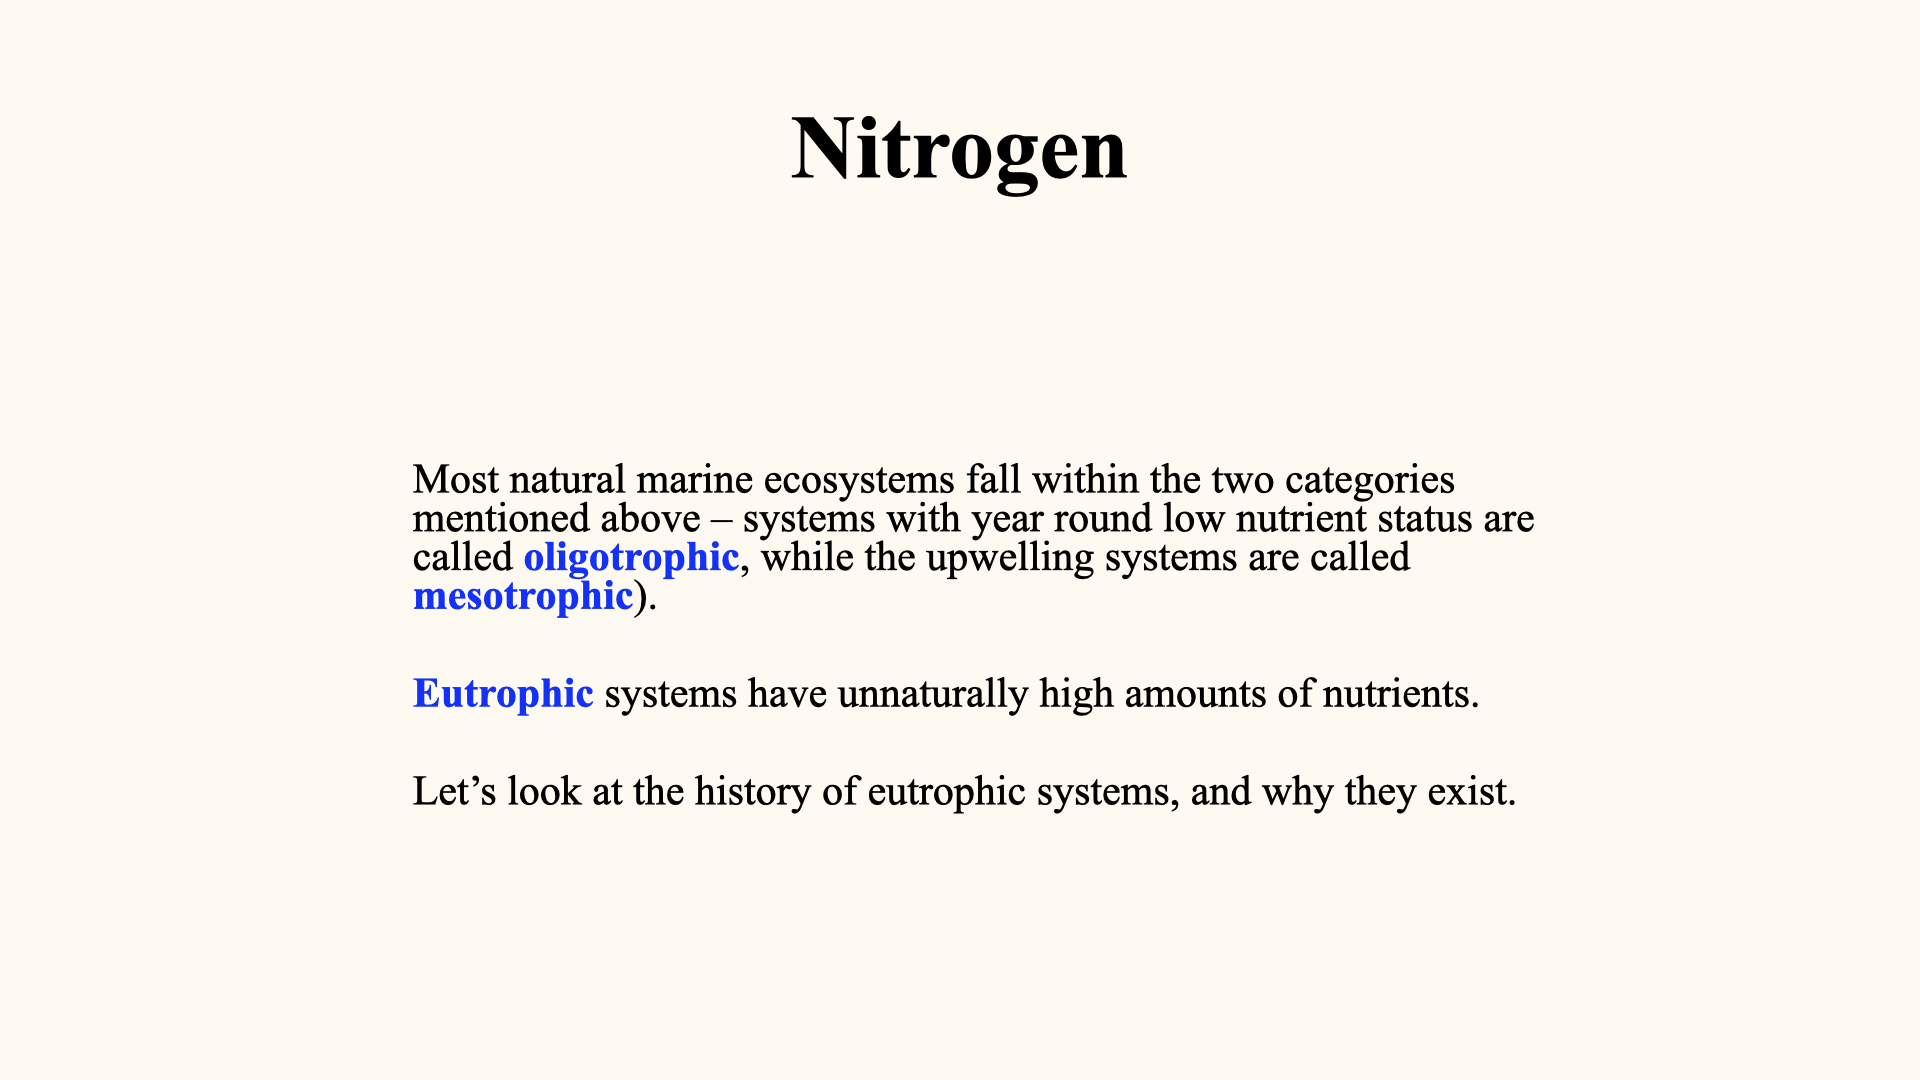 Nitrogen
Most natural marine ecosystems fall within the two categories
mentioned above – systems with year round low nutrient status are
called oligotrophic, while the upwelling systems are called
mesotrophic).
Eutrophic systems have unnaturally high amounts of nutrients.
Let’s look at the history of eutrophic systems, and why they exist.